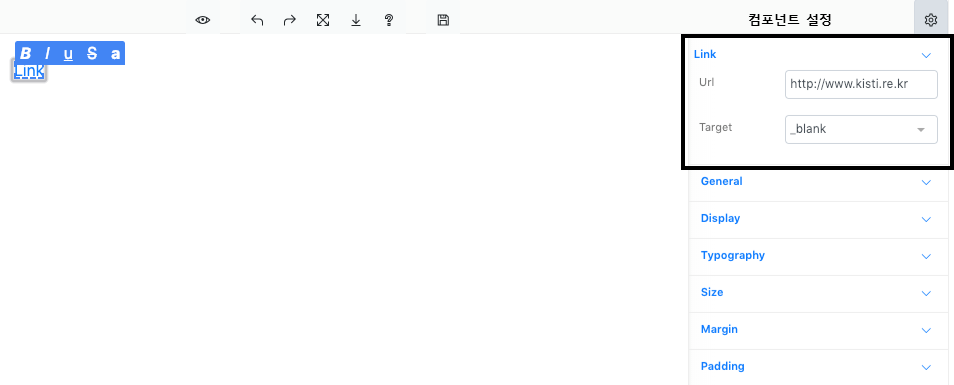 컴포넌트 설정
B I u S a
Link
Link
Url
http://www.kisti.re.kr
Target
_blank
General
Display
Typography
Size
Margin
Padding